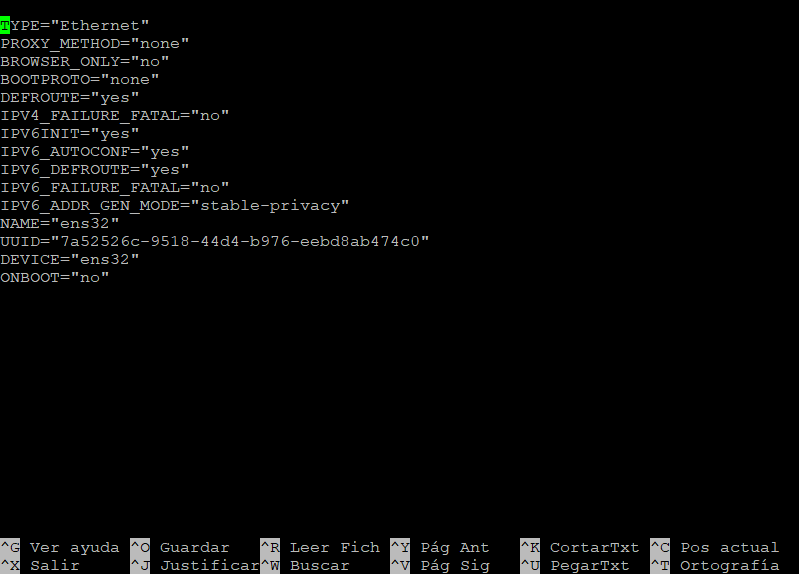 TYPE="Ethernet"
PROXY_METHOD="none"
BROWSER_ONLY="no"
BOOTPROTO="none"
DEFROUTE="yes"
IPV4_FAILURE_FATAL="no"
IPV6INIT="yes"
IPV6_AUTOCONF="yes"
IPV6_DEFROUTE="yes"
IPV6_FAILURE_FATAL="no"
IPV6_ADDR_GEN_MODE="stable-privacy"
NAME="ens32"
UUID="7a52526c-9518-44d4-b976-eebd8ab474c0"
DEVICE="ens32"
ONBOOT="no"
^G Ver ayuda ^O Guardar ^R Leer Fich ^Y Pág Ant ^K CortarTxt ^C Pos actual
^X Salir ^J Justificar ^W Buscar ^V Pág Sig ^U PegarTxt ^T Ortografía